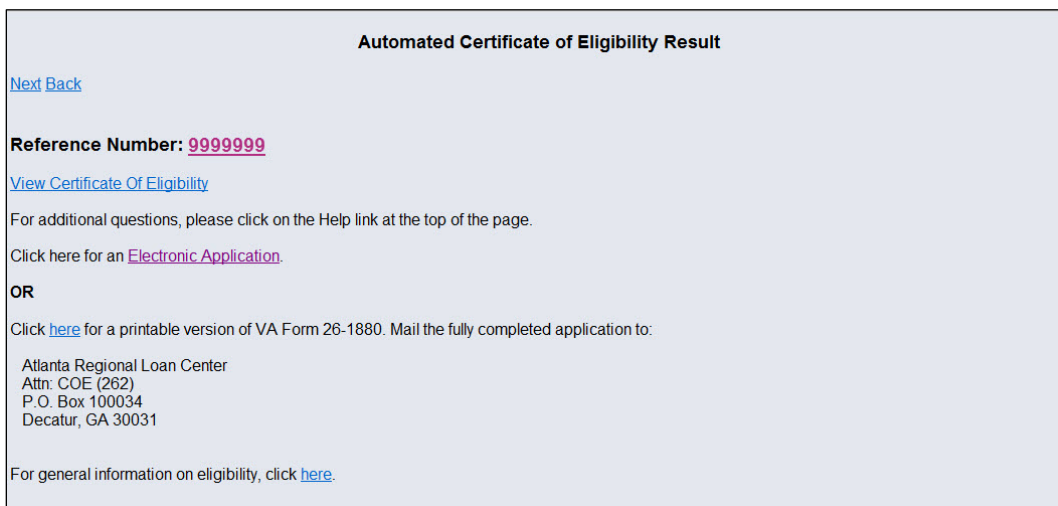 Automated Certificate of Eligibility Result
Next Back
Reference Number: 9999999
View Certificate Of Eligibility
For additional questions, please click on the Help link at the top of the page.
Click here for an Electronic Application.
OR
Click here for a printable version of VA Form 26-1880. Mail the fully completed application to:
Atlanta Regional Loan Center
Attn: COE (262)
P.O. Box 100034
Decatur, GA 30031
For general information on eligibility, click here.